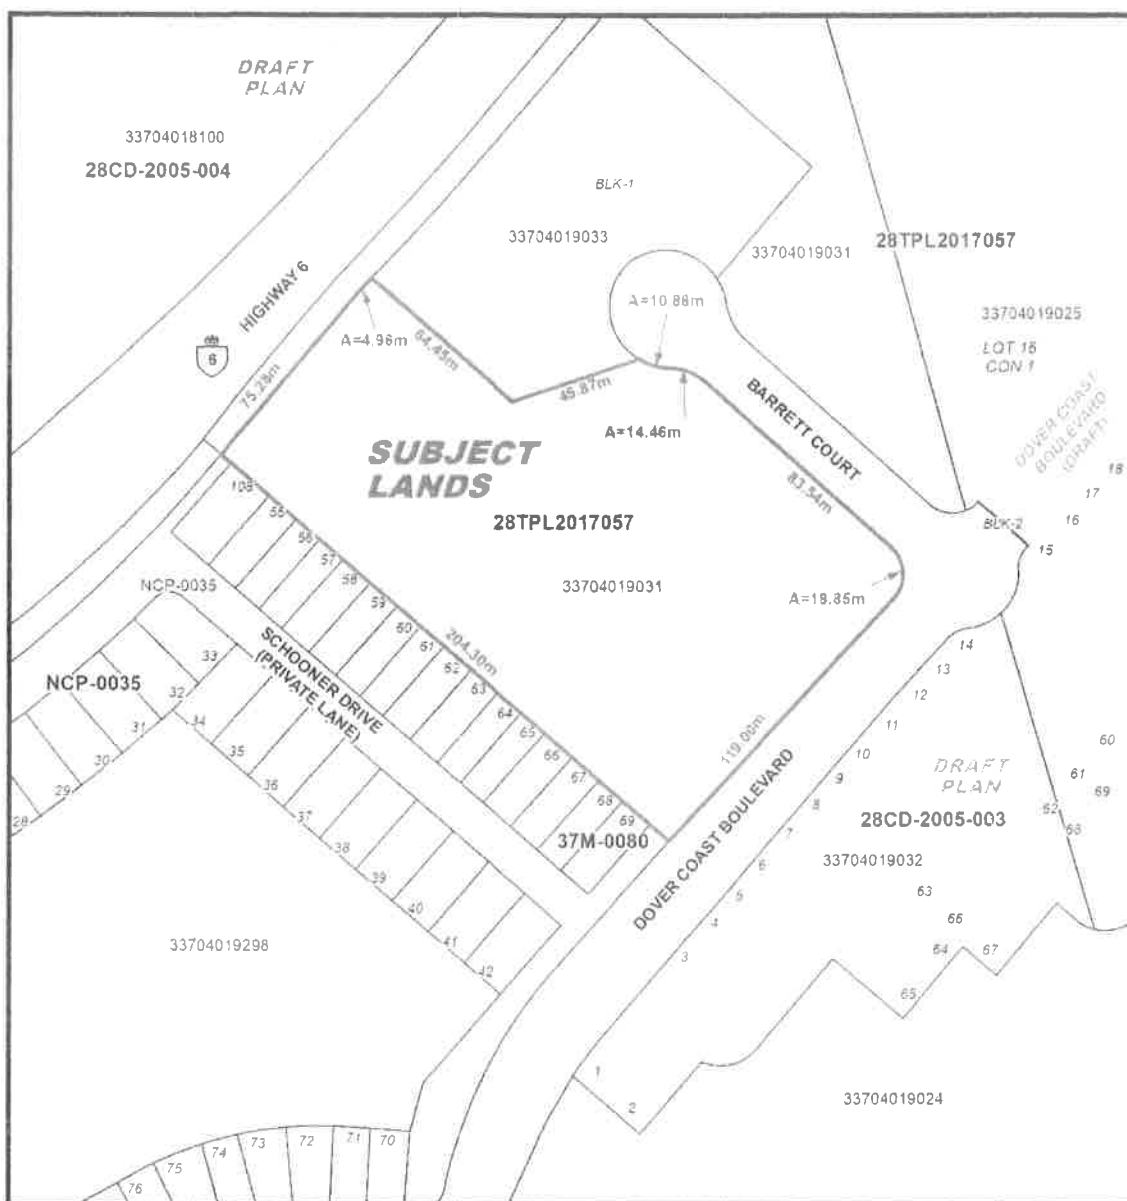 DRAFT
PLAN
33704018100
28CD-2005-004
BLK-1
33704019033
33704019031
28TPL2017057
HIGHWAY 6
6
A=10.88m
33704019025
LOT 16
CON 1
A=4.96m
64.45m
75.28m
45.87m
BARRETT COURT
DOVER COAST
BOULEVARD
(DRAFT)
A=14.46m
SUBJECT
LANDS
28TPL2017057
83.54m
18
17
16
15
BLK-2
108
55
56
57
58
59
60
61
62
63
64
65
66
67
68
69
33704019031
A=18.85m
NCP-0035
204.30m
SCHOONER DRIVE
(PRIVATE LANE)
NCP-0035
33
32
31
30
29
28
34
35
36
37
38
39
40
41
42
119.00m
37M-0080
DOVER COAST BOULEVARD
14
13
12
11
10
9
8
7
6
5
4
3
1
2
DRAFT
PLAN
28CD-2005-003
33704019032
60
61
69
62
68
63
66
64
67
65
33704019298
33704019024
70
71
72
73
74
75
76